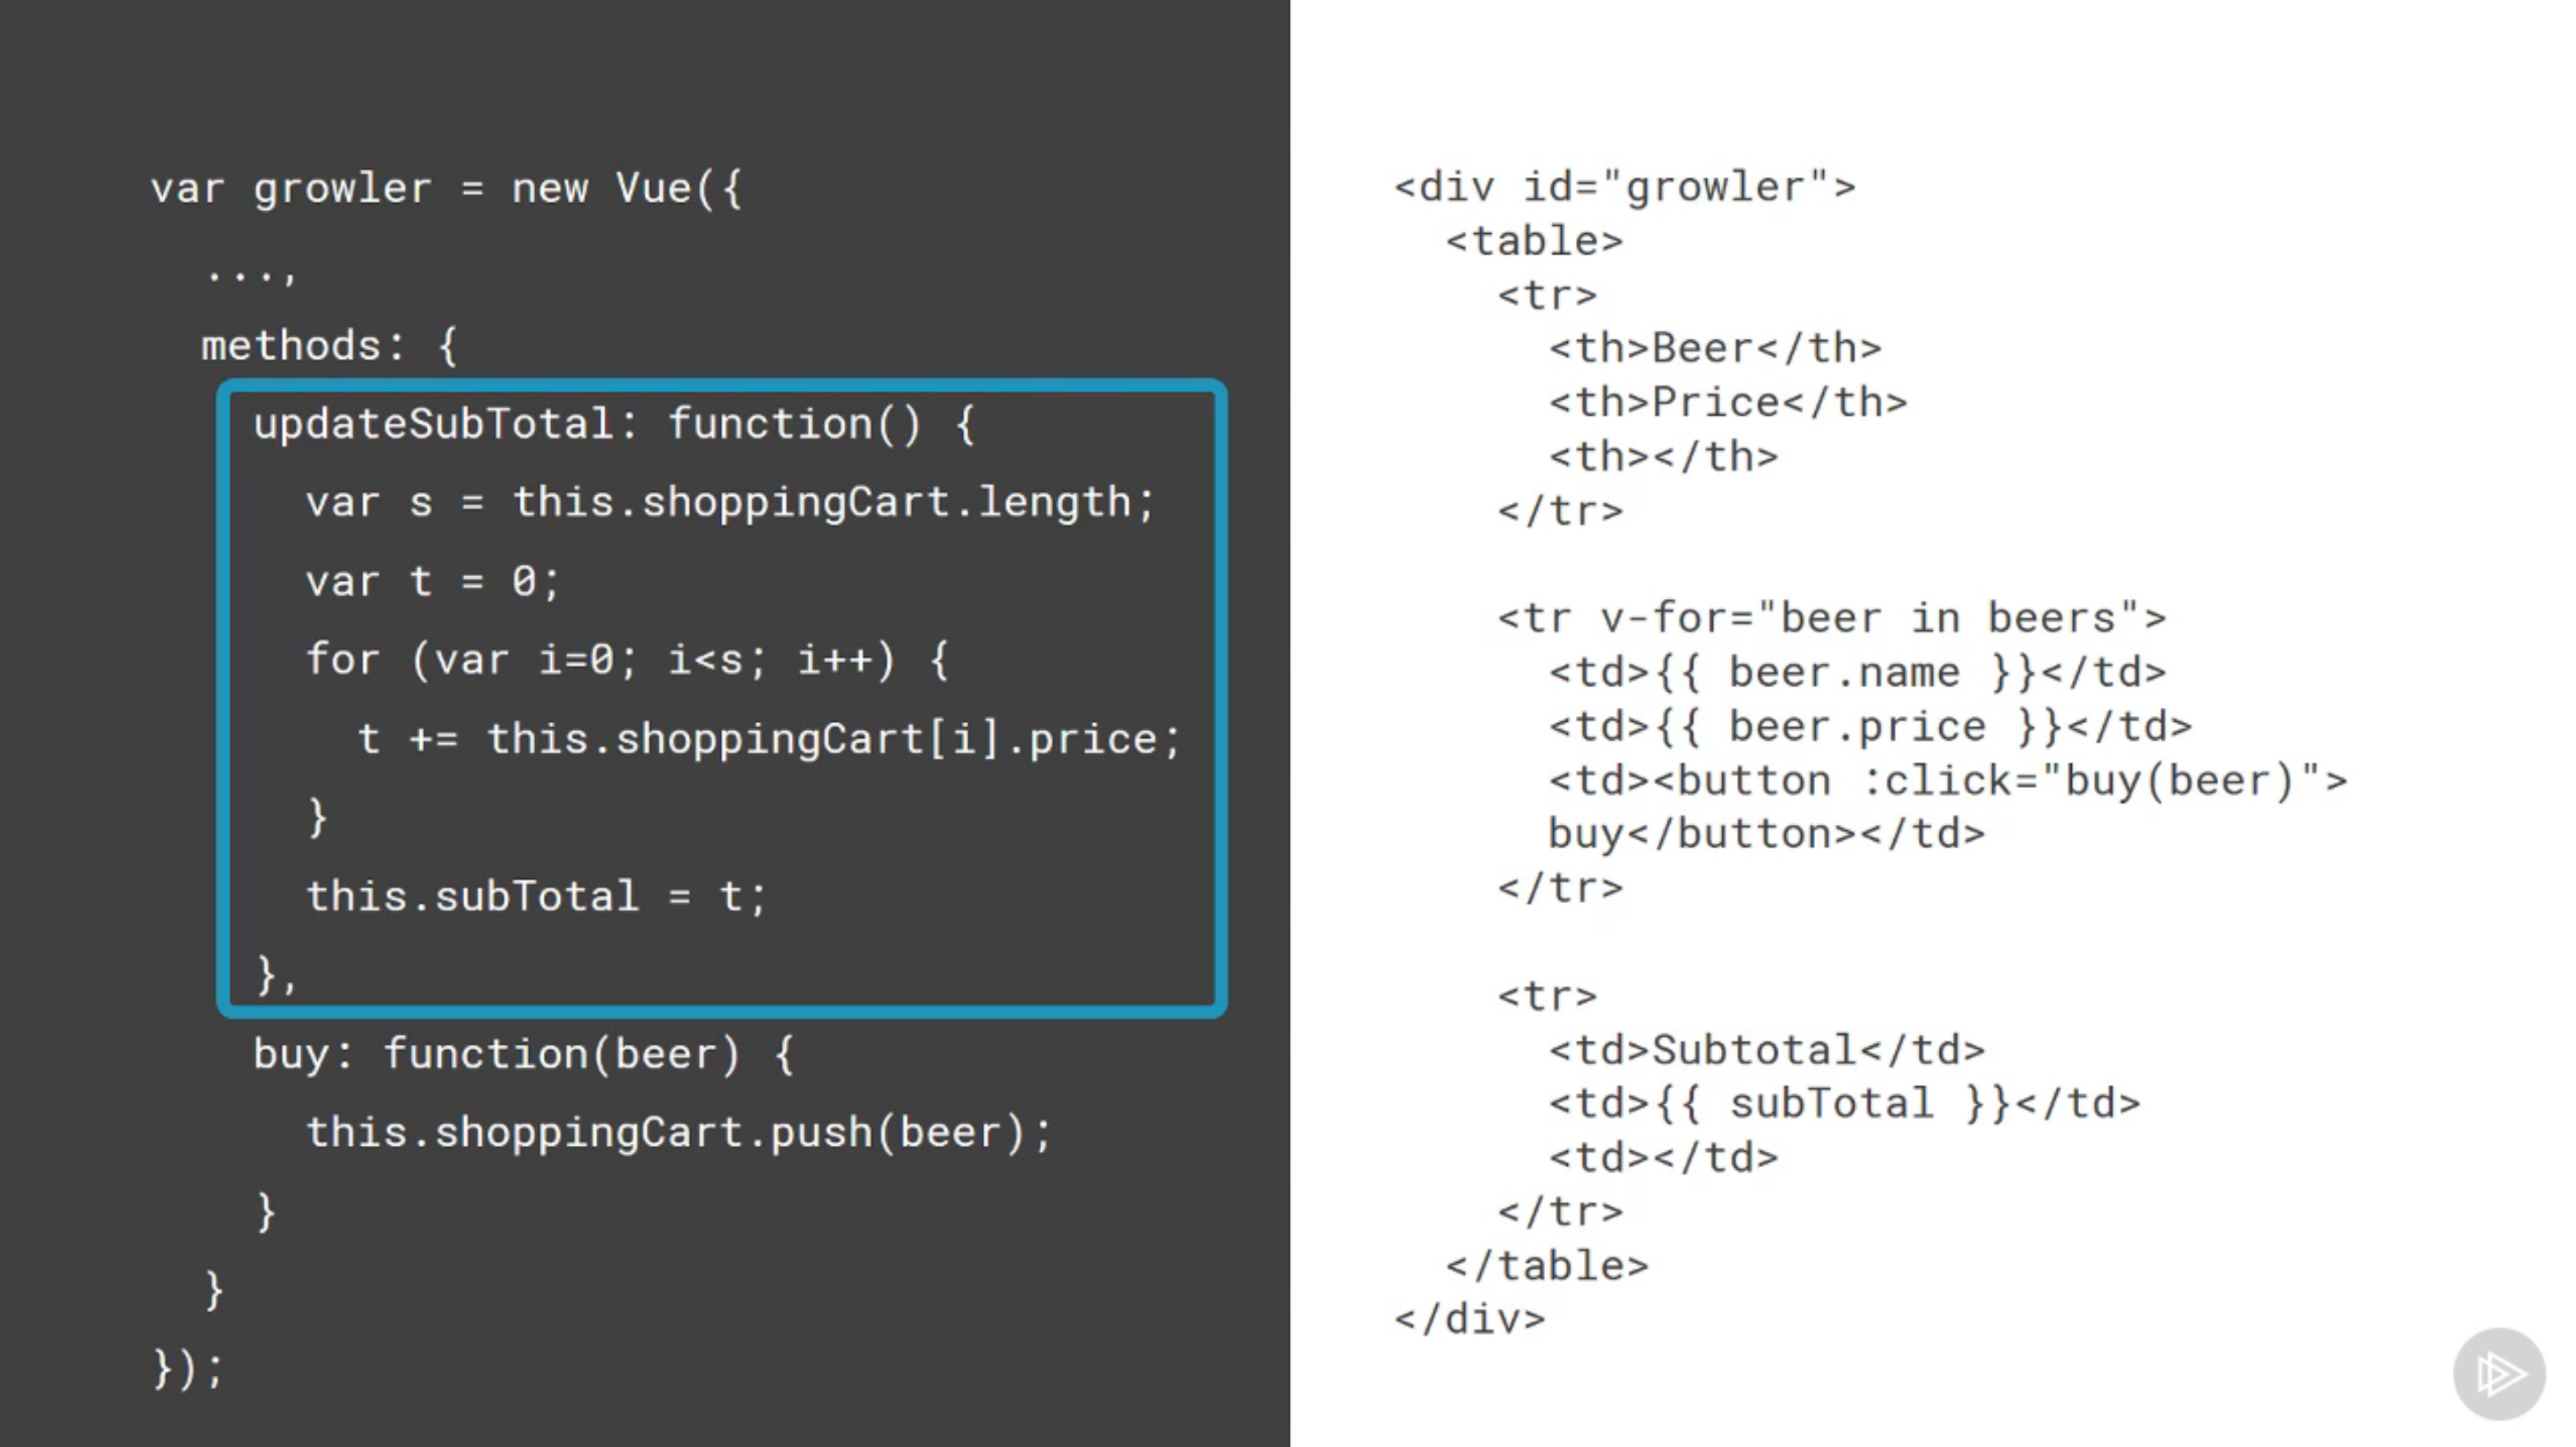 var growler = new Vue({
  ...,
  methods: {
    updateSubTotal: function() {
      var s = this.shoppingCart.length;
      var t = 0;
      for (var i=0; i<s; i++) {
        t += this.shoppingCart[i].price;
      }
      this.subTotal = t;
    },
    buy: function(beer) {
      this.shoppingCart.push(beer);
    }
  }
});
<div id="growler">
  <table>
    <tr>
      <th>Beer</th>
      <th>Price</th>
      <th></th>
    </tr>
    <tr v-for="beer in beers">
      <td>{{ beer.name }}</td>
      <td>{{ beer.price }}</td>
      <td><button :click="buy(beer)">
      buy</button></td>
    </tr>
    <tr>
      <td>Subtotal</td>
      <td>{{ subTotal }}</td>
      <td></td>
    </tr>
  </table>
</div>